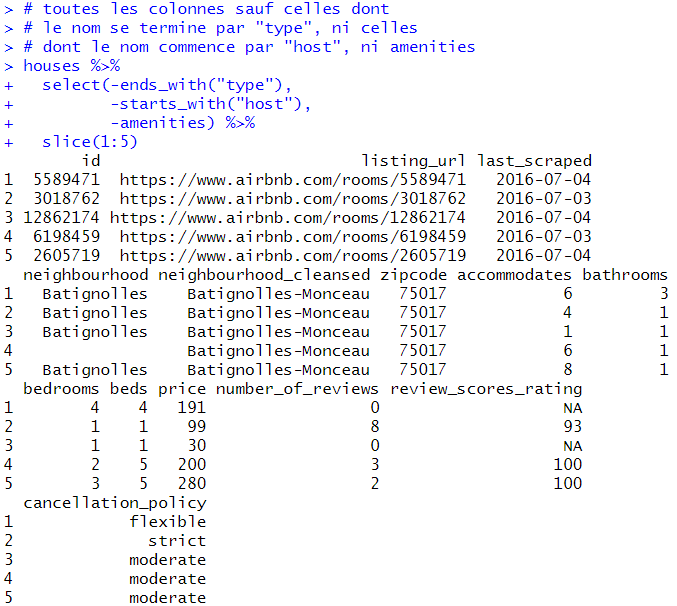 > # toutes les colonnes sauf celles dont
> # le nom se termine par "type", ni celles
> # dont le nom commence par "host", ni amenities
> houses %>%
+   select(-ends_with("type"),
+          -starts_with("host"),
+          -amenities) %>%
+   slice(1:5)
        id                          listing_url last_scraped
1  5589471  https://www.airbnb.com/rooms/5589471   2016-07-04
2  3018762  https://www.airbnb.com/rooms/3018762   2016-07-03
3 12862174 https://www.airbnb.com/rooms/12862174   2016-07-04
4  6198459  https://www.airbnb.com/rooms/6198459   2016-07-03
5  2605719  https://www.airbnb.com/rooms/2605719   2016-07-04
  neighbourhood neighbourhood_cleansed zipcode accommodates bathrooms
1   Batignolles    Batignolles-Monceau   75017            6         3
2   Batignolles    Batignolles-Monceau   75017            4         1
3   Batignolles    Batignolles-Monceau   75017            1         1
4                  Batignolles-Monceau   75017            6         1
5   Batignolles    Batignolles-Monceau   75017            8         1
  bedrooms beds price number_of_reviews review_scores_rating
1        4    4   191                 0                   NA
2        1    1    99                 8                   93
3        1    1    30                 0                   NA
4        2    5   200                 3                  100
5        3    5   280                 2                  100
  cancellation_policy
1            flexible
2              strict
3            moderate
4            moderate
5            moderate